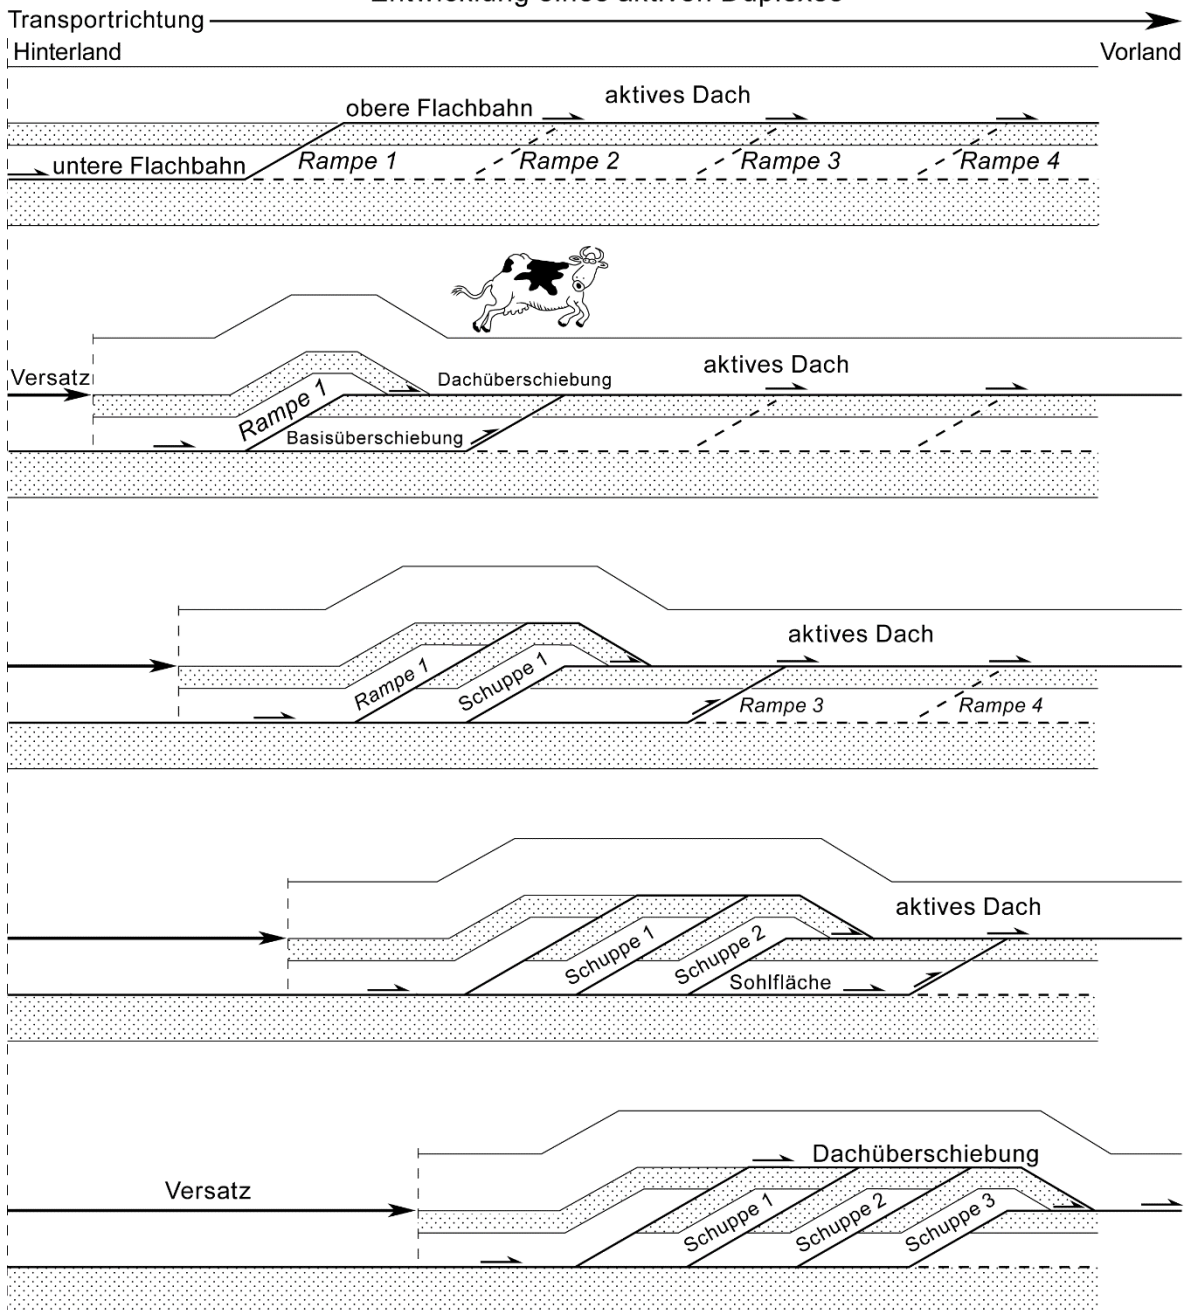 Entwicklung eines aktiven Duplexes
Transportrichtung
Hinterland
Vorland
obere Flachbahn
aktives Dach
untere Flachbahn
Rampe 1
Rampe 2
Rampe 3
Rampe 4
Versatz
aktives Dach
Dachüberschiebung
Rampe 1
Basisüberschiebung
aktives Dach
Rampe 1
Schuppe 1
Rampe 3
Rampe 4
aktives Dach
Schuppe 1
Schuppe 2
Sohlfläche
Versatz
Dachüberschiebung
Schuppe 1
Schuppe 2
Schuppe 3